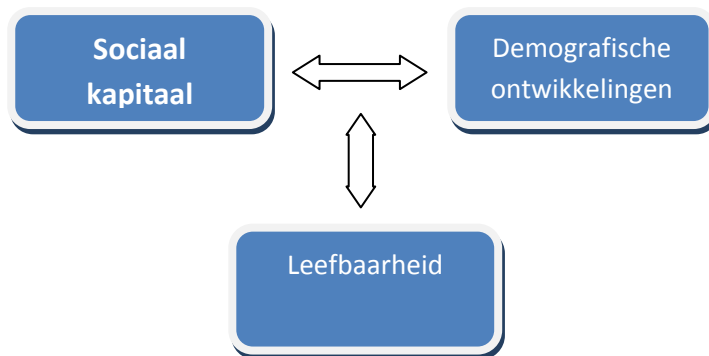 Sociaal
kapitaal
Demografische
ontwikkelingen
Leefbaarheid